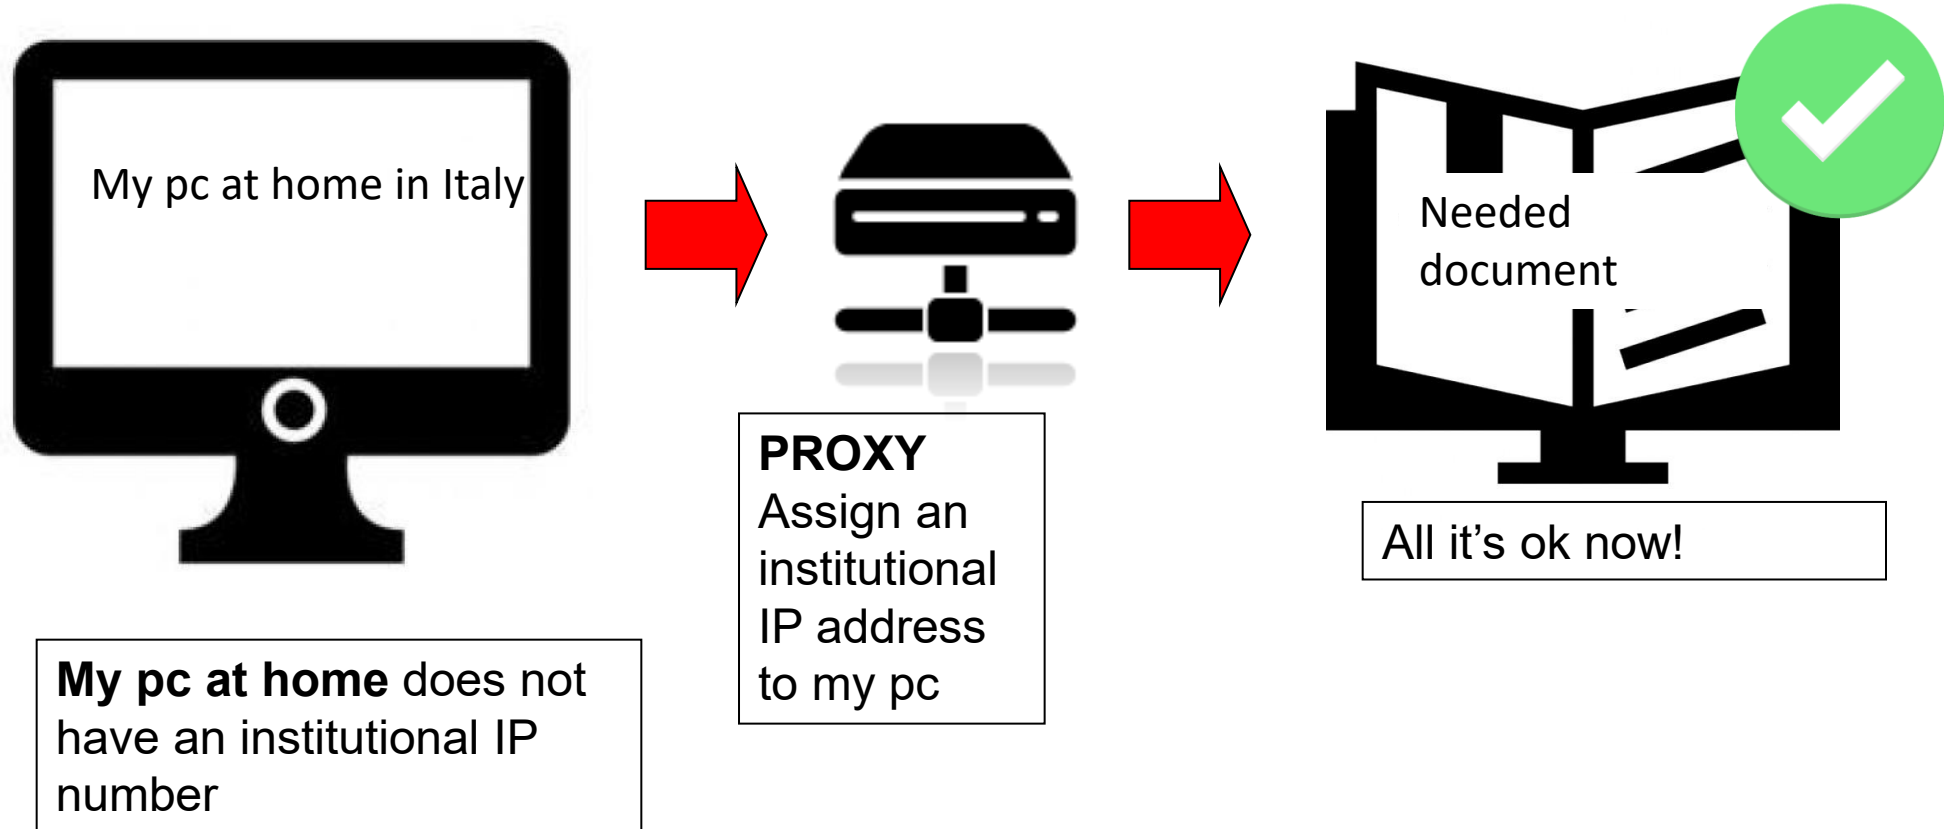 My pc at home in Italy
My pc at home does not
have an institutional IP
number
PROXY
Assign an
institutional
IP address
to my pc
Needed
document
All it’s ok now!